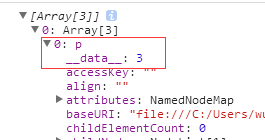 ▼ [Array[3]] i
▼ 0: Array[3]
▼ 0: p
__data__: 3
accessKey: ""
align: ""
▶ attributes: NamedNodeMap
baseURI: "file:///C:/Users/wu
childElementCount: 0